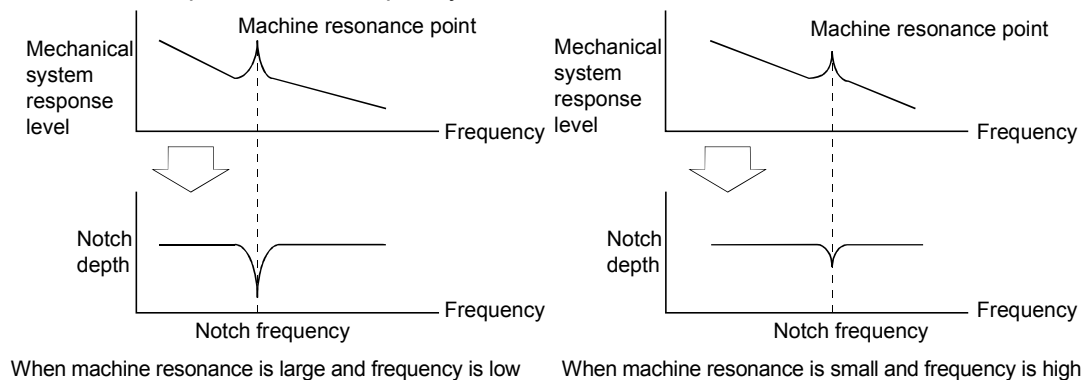 Machine resonance point
Mechanical
system
response
level
Frequency
Notch
depth
Frequency
Notch frequency
When machine resonance is large and frequency is low
Machine resonance point
Mechanical
system
response
level
Frequency
Notch
depth
Frequency
Notch frequency
When machine resonance is small and frequency is high